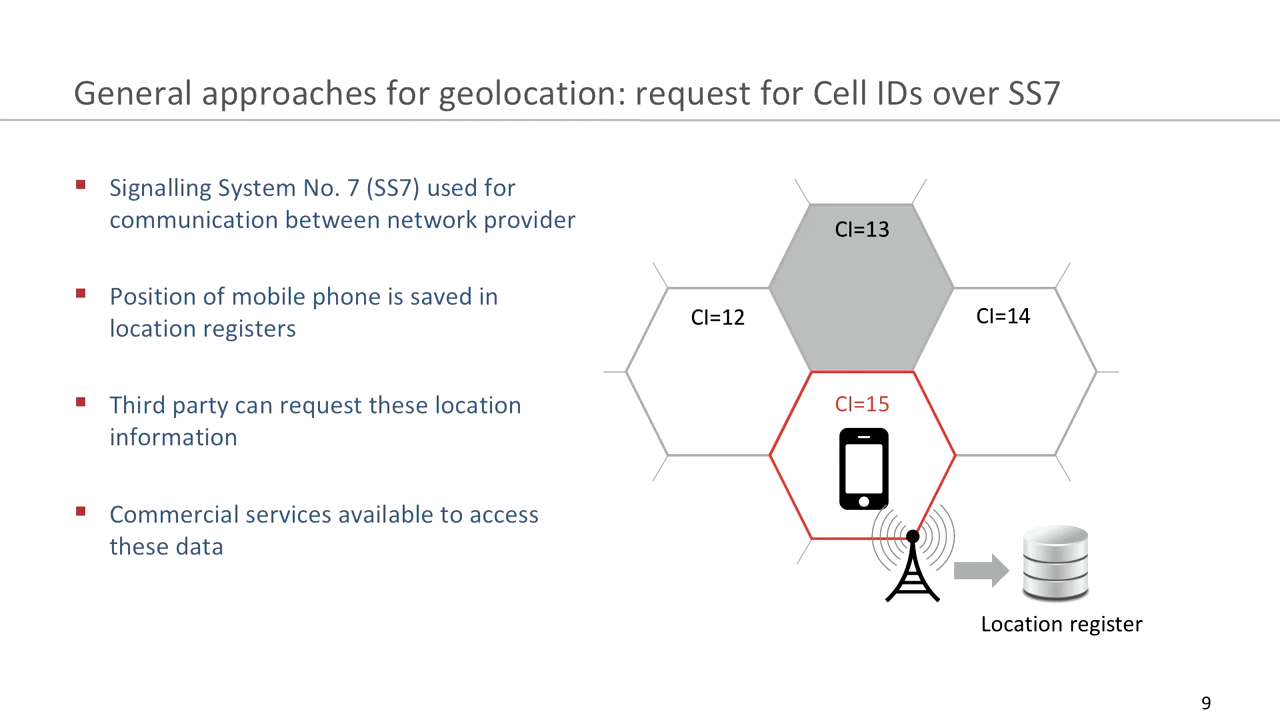 General approaches for geolocation: request for Cell IDs over SS7
Signalling System No. 7 (SS7) used for
communication between network provider
Position of mobile phone is saved in
location registers
Third party can request these location
information
Commercial services available to access
these data
CI=13
CI=12
CI=14
CI=15
Location register
9